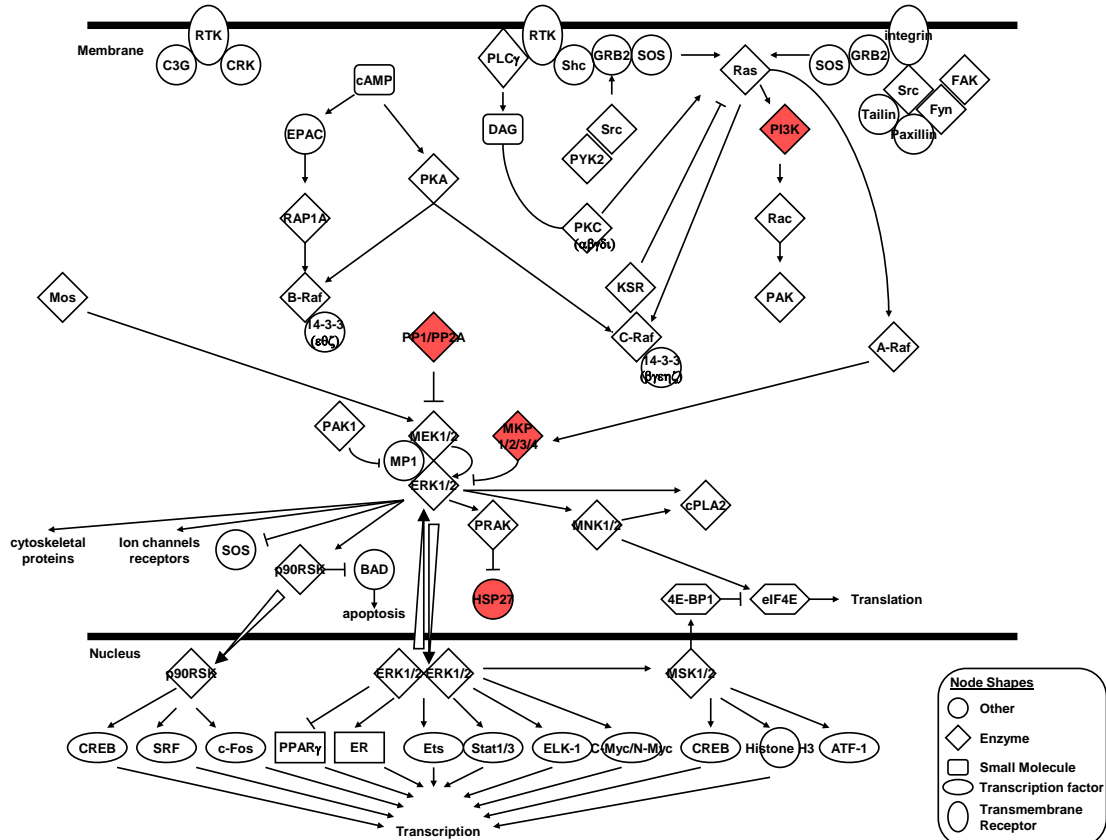 Membrane
RTK
C3G
CRK
cAMP
EPAC
RAP1A
PKA
B-Raf
14-3-3
(εθζ)
Mos
PLCγ
RTK
Shc
GRB2
SOS
DAG
Src
PYK2
PKC
(αβγδι)
Ras
PI3K
Rac
PAK
KSR
C-Raf
14-3-3
(βγεηζ)
SOS
GRB2
integrin
Src
FAK
Fyn
Tailin
Paxillin
A-Raf
PP1/PP2A
PAK1
MEK1/2
MP1
ERK1/2
MKP
1/2/3/4
cPLA2
PRAK
MNK1/2
cytoskeletal
proteins
Ion channels
receptors
SOS
p90RSK
BAD
apoptosis
HSP27
4E-BP1
eIF4E
Translation
Nucleus
p90RSK
ERK1/2
ERK1/2
MSK1/2
CREB
SRF
c-Fos
PPARγ
ER
Ets
Stat1/3
ELK-1
C-Myc/N-Myc
CREB
Histone H3
ATF-1
Transcription
Node Shapes
Other
Enzyme
Small Molecule
Transcription factor
Transmembrane
Receptor